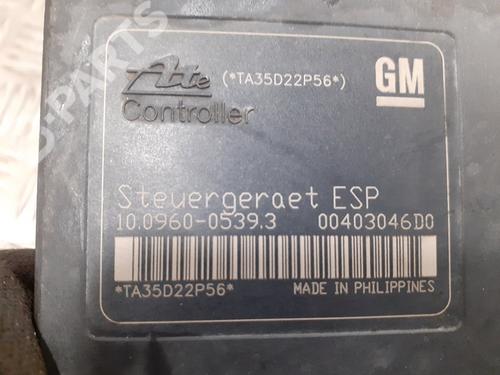 Ate (*TA35D22P56*) GM
Controller
Steuergeraet ESP
10.0960-0539.3 00403046D0
*TA35D22P56* MADE IN PHILIPPINES